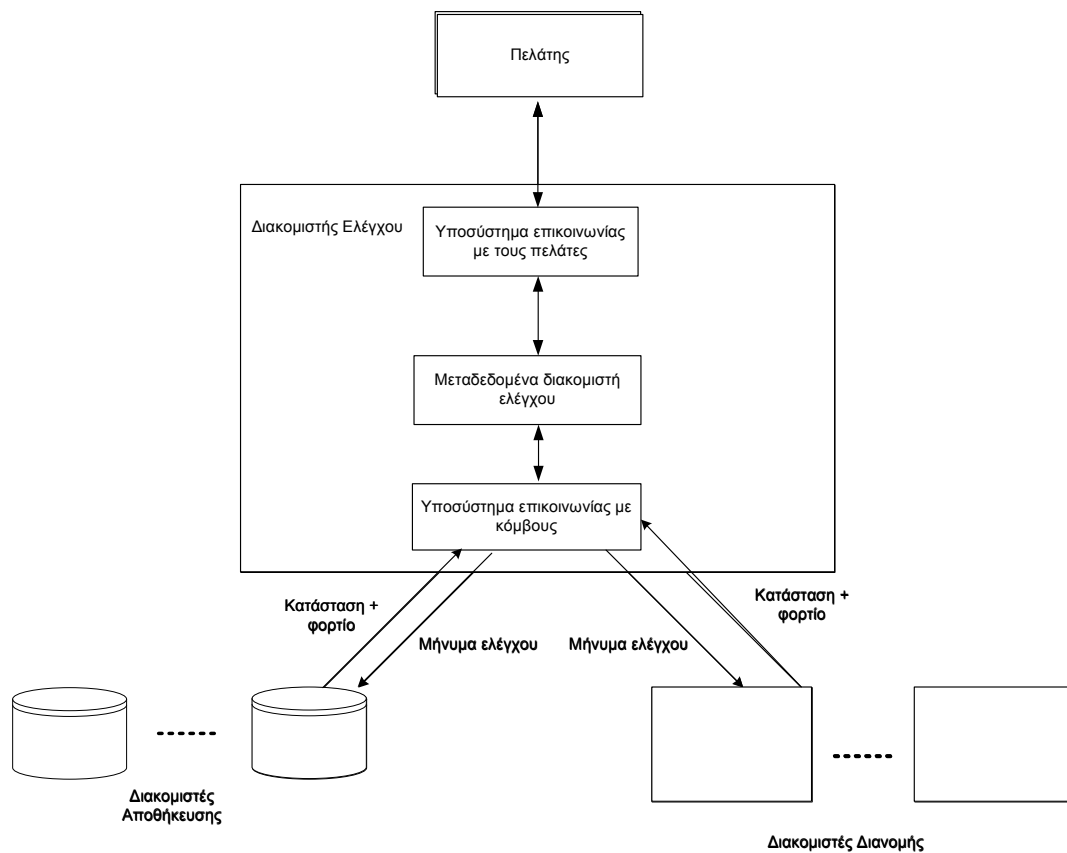 Πελάτης
Διακομιστής Ελέγχου
Υποσύστημα επικοινωνίας
με τους πελάτες
Μεταδεδομένα διακομιστή
ελέγχου
Υποσύστημα επικοινωνίας με
κόμβους
Κατάσταση +
φορτίο
Μήνυμα ελέγχου
Μήνυμα ελέγχου
Κατάσταση +
φορτίο
Διακομιστές
Αποθήκευσης
Διακομιστές Διανομής